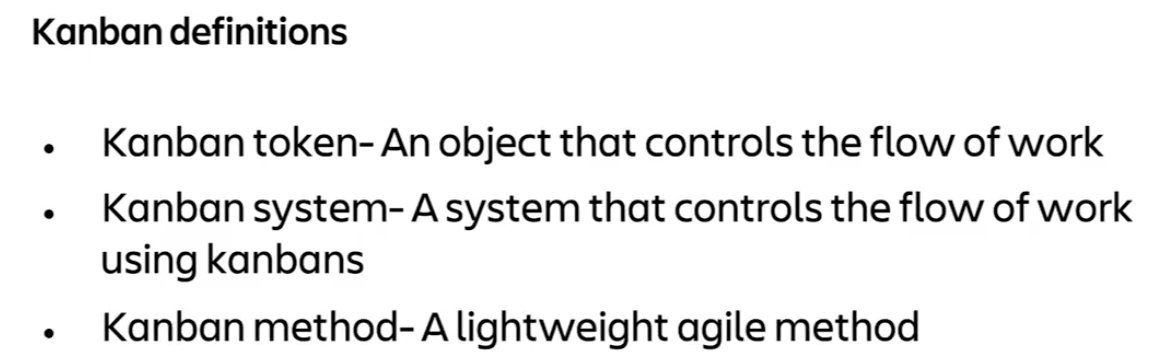 Kanban definitions
• Kanban token- An object that controls the flow of work
• Kanban system- A system that controls the flow of work
using kanbans
• Kanban method- A lightweight agile method